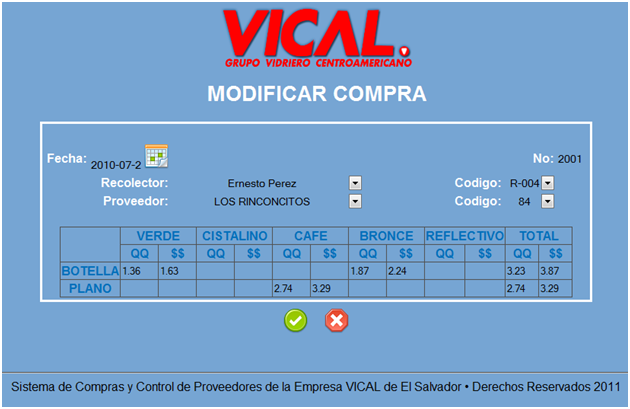 VICAL.
GRUPO VIDRIERO CENTROAMERICANO
MODIFICAR COMPRA
Fecha: 2010-07-2 No: 2001
Recolector: Ernesto Perez Codigo: R-004
Proveedor: LOS RINCONCITOS Codigo: 84
VERDE CISTALINO CAFE BRONCE REFLECTIVO TOTAL
QQ $$ QQ $$ QQ $$ QQ $$ QQ $$ QQ $$
BOTELLA 1.36 1.63 1.87 2.24 3.23 3.87
PLANO 2.74 3.29 2.74 3.29
Sistema de Compras y Control de Proveedores de la Empresa VICAL de El Salvador • Derechos Reservados 2011